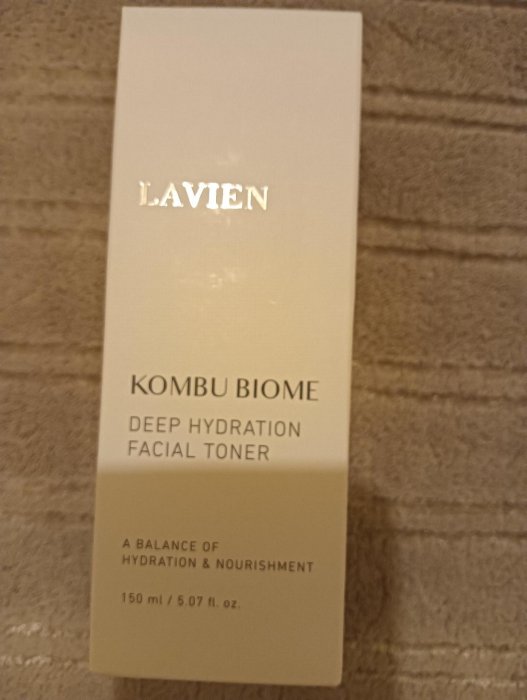 LAVIEN
KOMBU BIOME
DEEP HYDRATION
FACIAL TONER
A BALANCE OF
HYDRATION & NOURISHMENT
150 ml / 5.07 fl. oz.